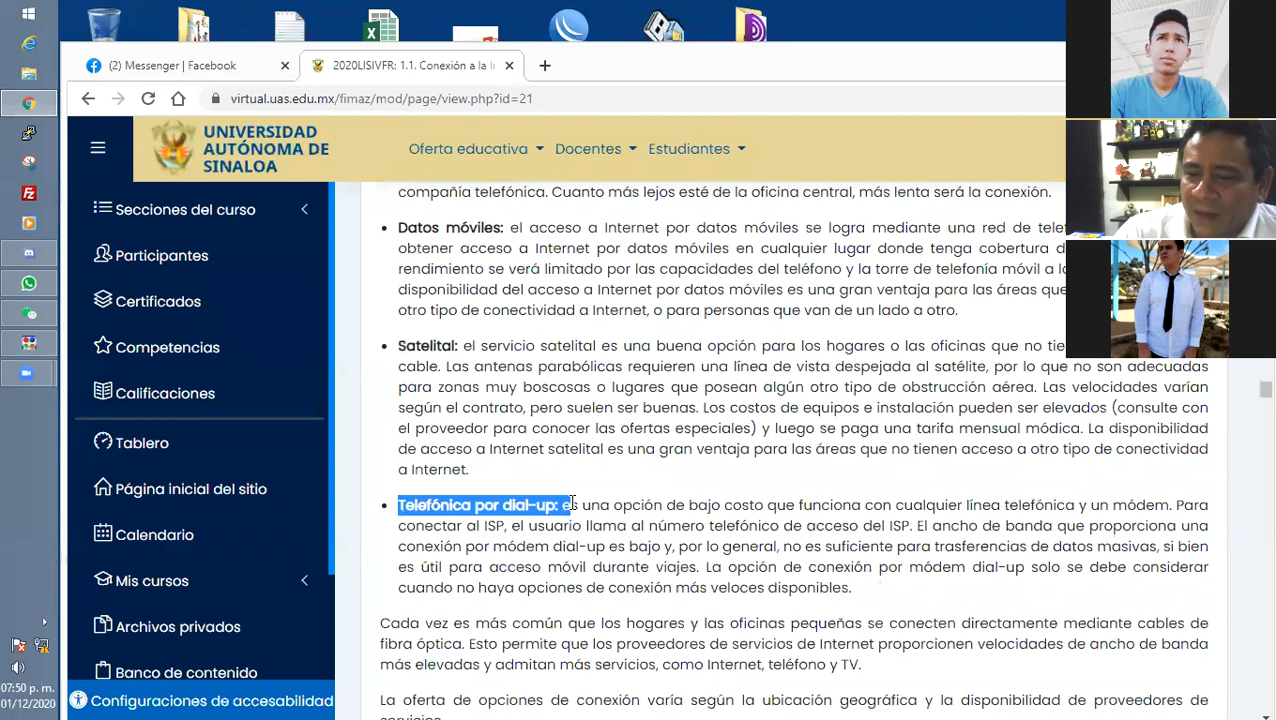 (2) Messenger | Facebook
2020LISIVFR: 1.1. Conexión a la I
virtual.uas.edu.mx/fimaz/mod/page/view.php?id=21
UNIVERSIDAD
AUTÓNOMA DE
SINALOA
Oferta educativa
Docentes
Estudiantes
Secciones del curso
Participantes
Certificados
Competencias
Calificaciones
Tablero
Página inicial del sitio
Calendario
Mis cursos
Archivos privados
Banco de contenido
Configuraciones de accesabilidad
07:50 p. m.
01/12/2020
compañía telefónica. Cuanto más lejos esté de la oficina central, más lenta será la conexión.
Datos móviles: el acceso a Internet por datos móviles se logra mediante una red de telef
obtener acceso a Internet por datos móviles en cualquier lugar donde tenga cobertura d
rendimiento se verá limitado por las capacidades del teléfono y la torre de telefonía móvil a l
disponibilidad del acceso a Internet por datos móviles es una gran ventaja para las áreas que
otro tipo de conectividad a Internet, o para personas que van de un lado a otro.
Satelital: el servicio satelital es una buena opción para los hogares o las oficinas que no tie
cable. Las antenas parabólicas requieren una línea de vista despejada al satélite, por lo que no son adecuadas
para zonas muy boscosas o lugares que posean algún otro tipo de obstrucción aérea. Las velocidades varían
según el contrato, pero suelen ser buenas. Los costos de equipos e instalación pueden ser elevados (consulte con
el proveedor para conocer las ofertas especiales) y luego se paga una tarifa mensual módica. La disponibilidad
de acceso a Internet satelital es una gran ventaja para las áreas que no tienen acceso a otro tipo de conectividad
a Internet.
Telefónica por dial-up: es una opción de bajo costo que funciona con cualquier línea telefónica y un módem. Para
conectar al ISP, el usuario llama al número telefónico de acceso del ISP. El ancho de banda que proporciona una
conexión por módem dial-up es bajo y, por lo general, no es suficiente para trasferencias de datos masivas, si bien
es útil para acceso móvil durante viajes. La opción de conexión por módem dial-up solo se debe considerar
cuando no haya opciones de conexión más veloces disponibles.
Cada vez es más común que los hogares y las oficinas pequeñas se conecten directamente mediante cables de
fibra óptica. Esto permite que los proveedores de servicios de Internet proporcionen velocidades de ancho de banda
más elevadas y admitan más servicios, como Internet, teléfono y TV.
La oferta de opciones de conexión varía según la ubicación geográfica y la disponibilidad de proveedores de
servicios.